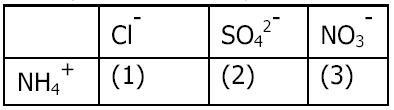 Cl⁻ SO₄²⁻ NO₃⁻
NH₄⁺ (1) (2) (3)